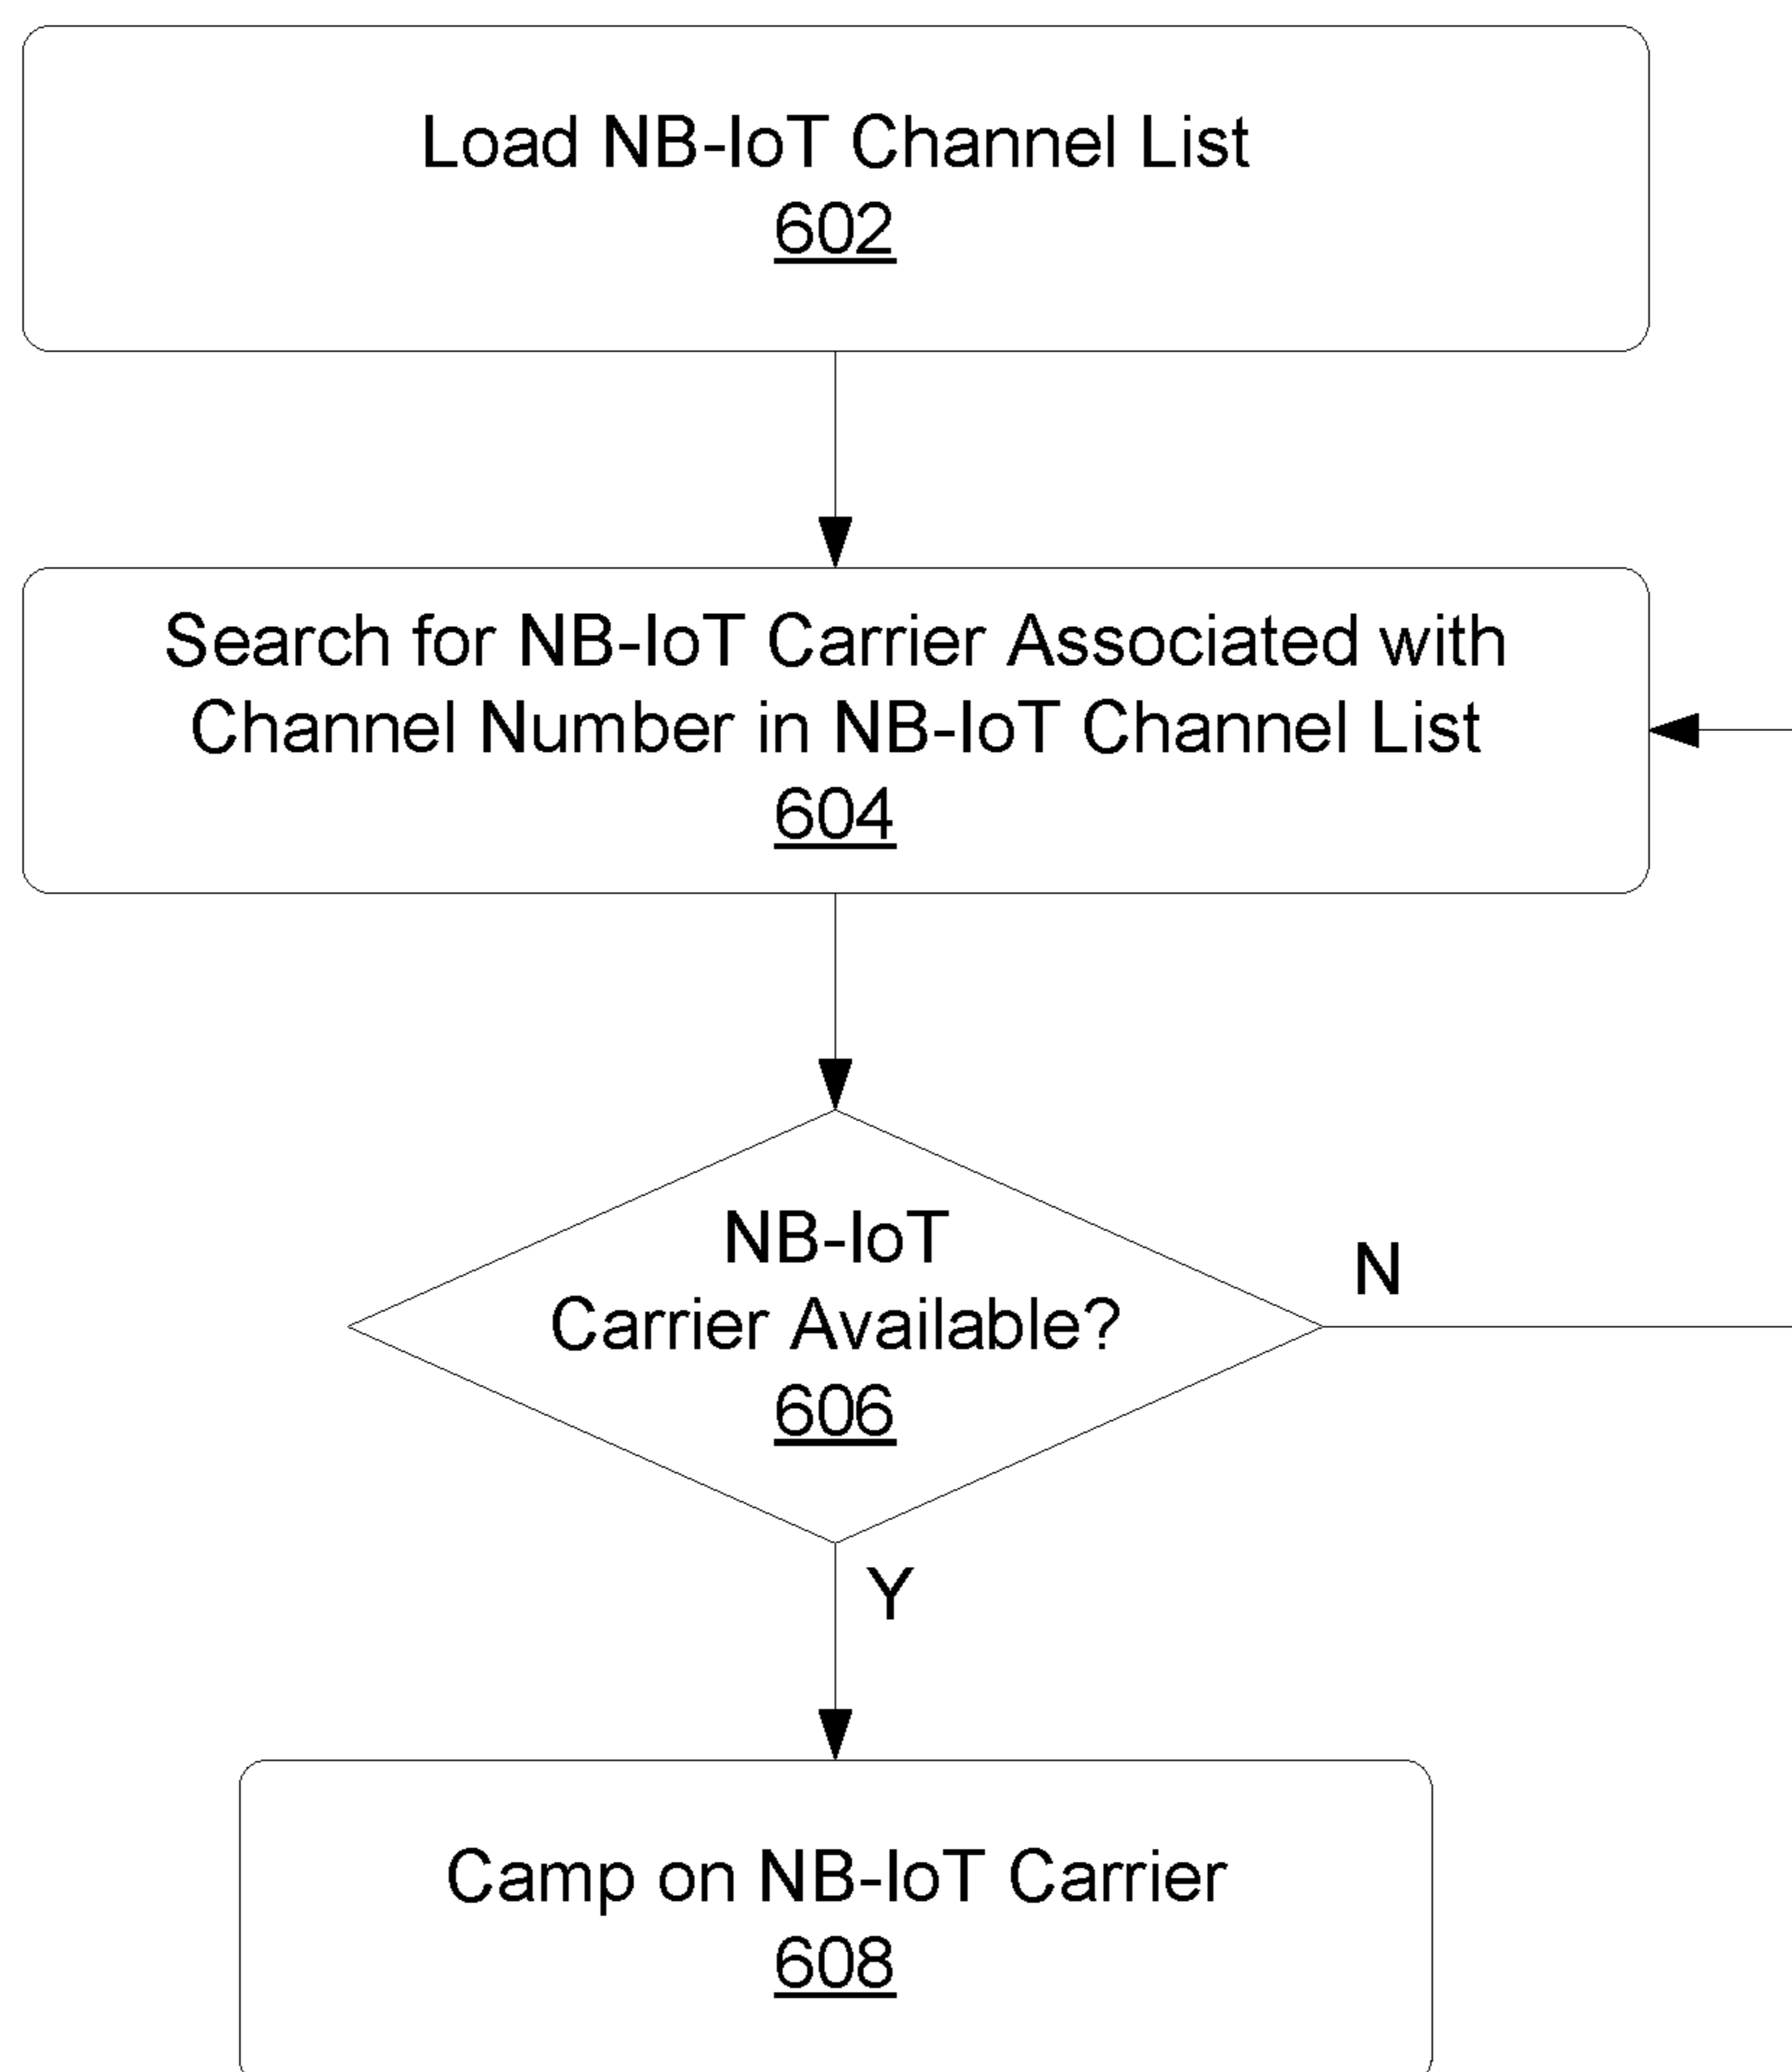 Load NB-IoT Channel List
602
Search for NB-IoT Carrier Associated with
Channel Number in NB-IoT Channel List
604
NB-IoT
Carrier Available?
606
N
Y
Camp on NB-IoT Carrier
608